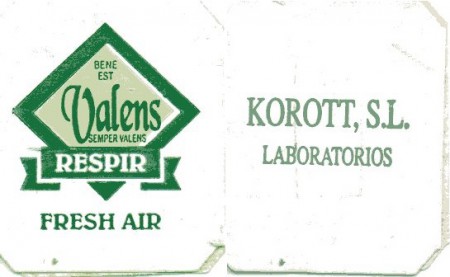 BENE
EST
Valens
SEMPER VALENS
RESPIR
FRESH AIR
KOROTT, S.L.
LABORATORIOS